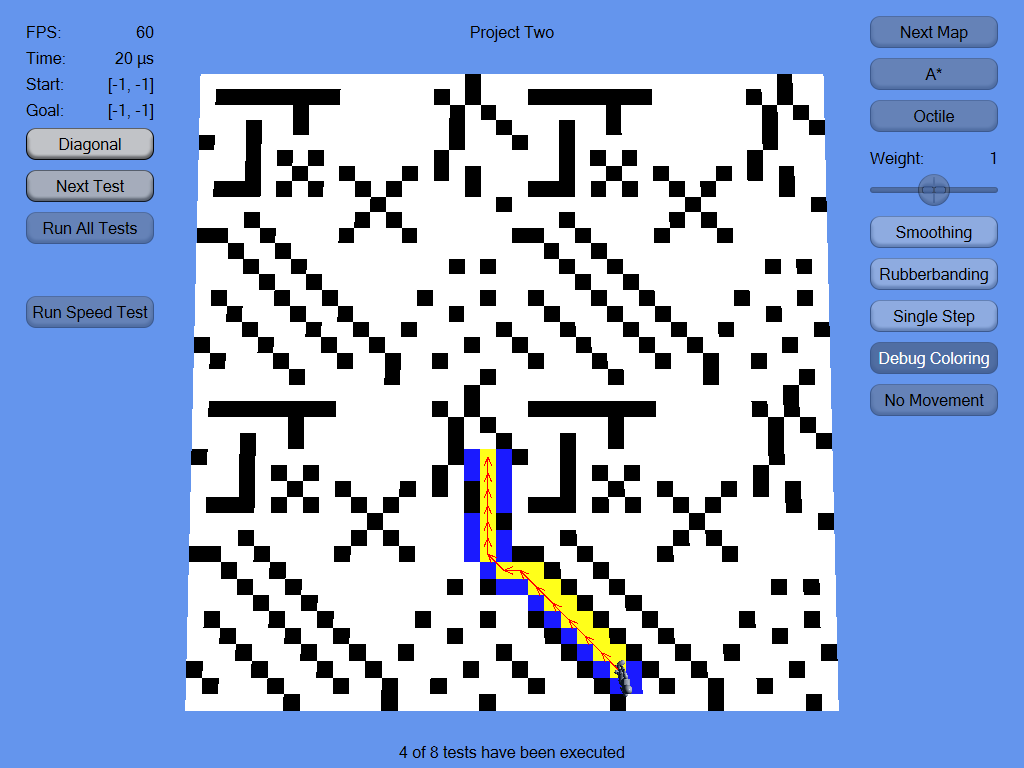 FPS: 60
Time: 20 µs
Start: [-1, -1]
Goal: [-1, -1]
Diagonal
Next Test
Run All Tests
Run Speed Test
Project Two
Next Map
A*
Octile
Weight: 1
Smoothing
Rubberbanding
Single Step
Debug Coloring
No Movement
4 of 8 tests have been executed